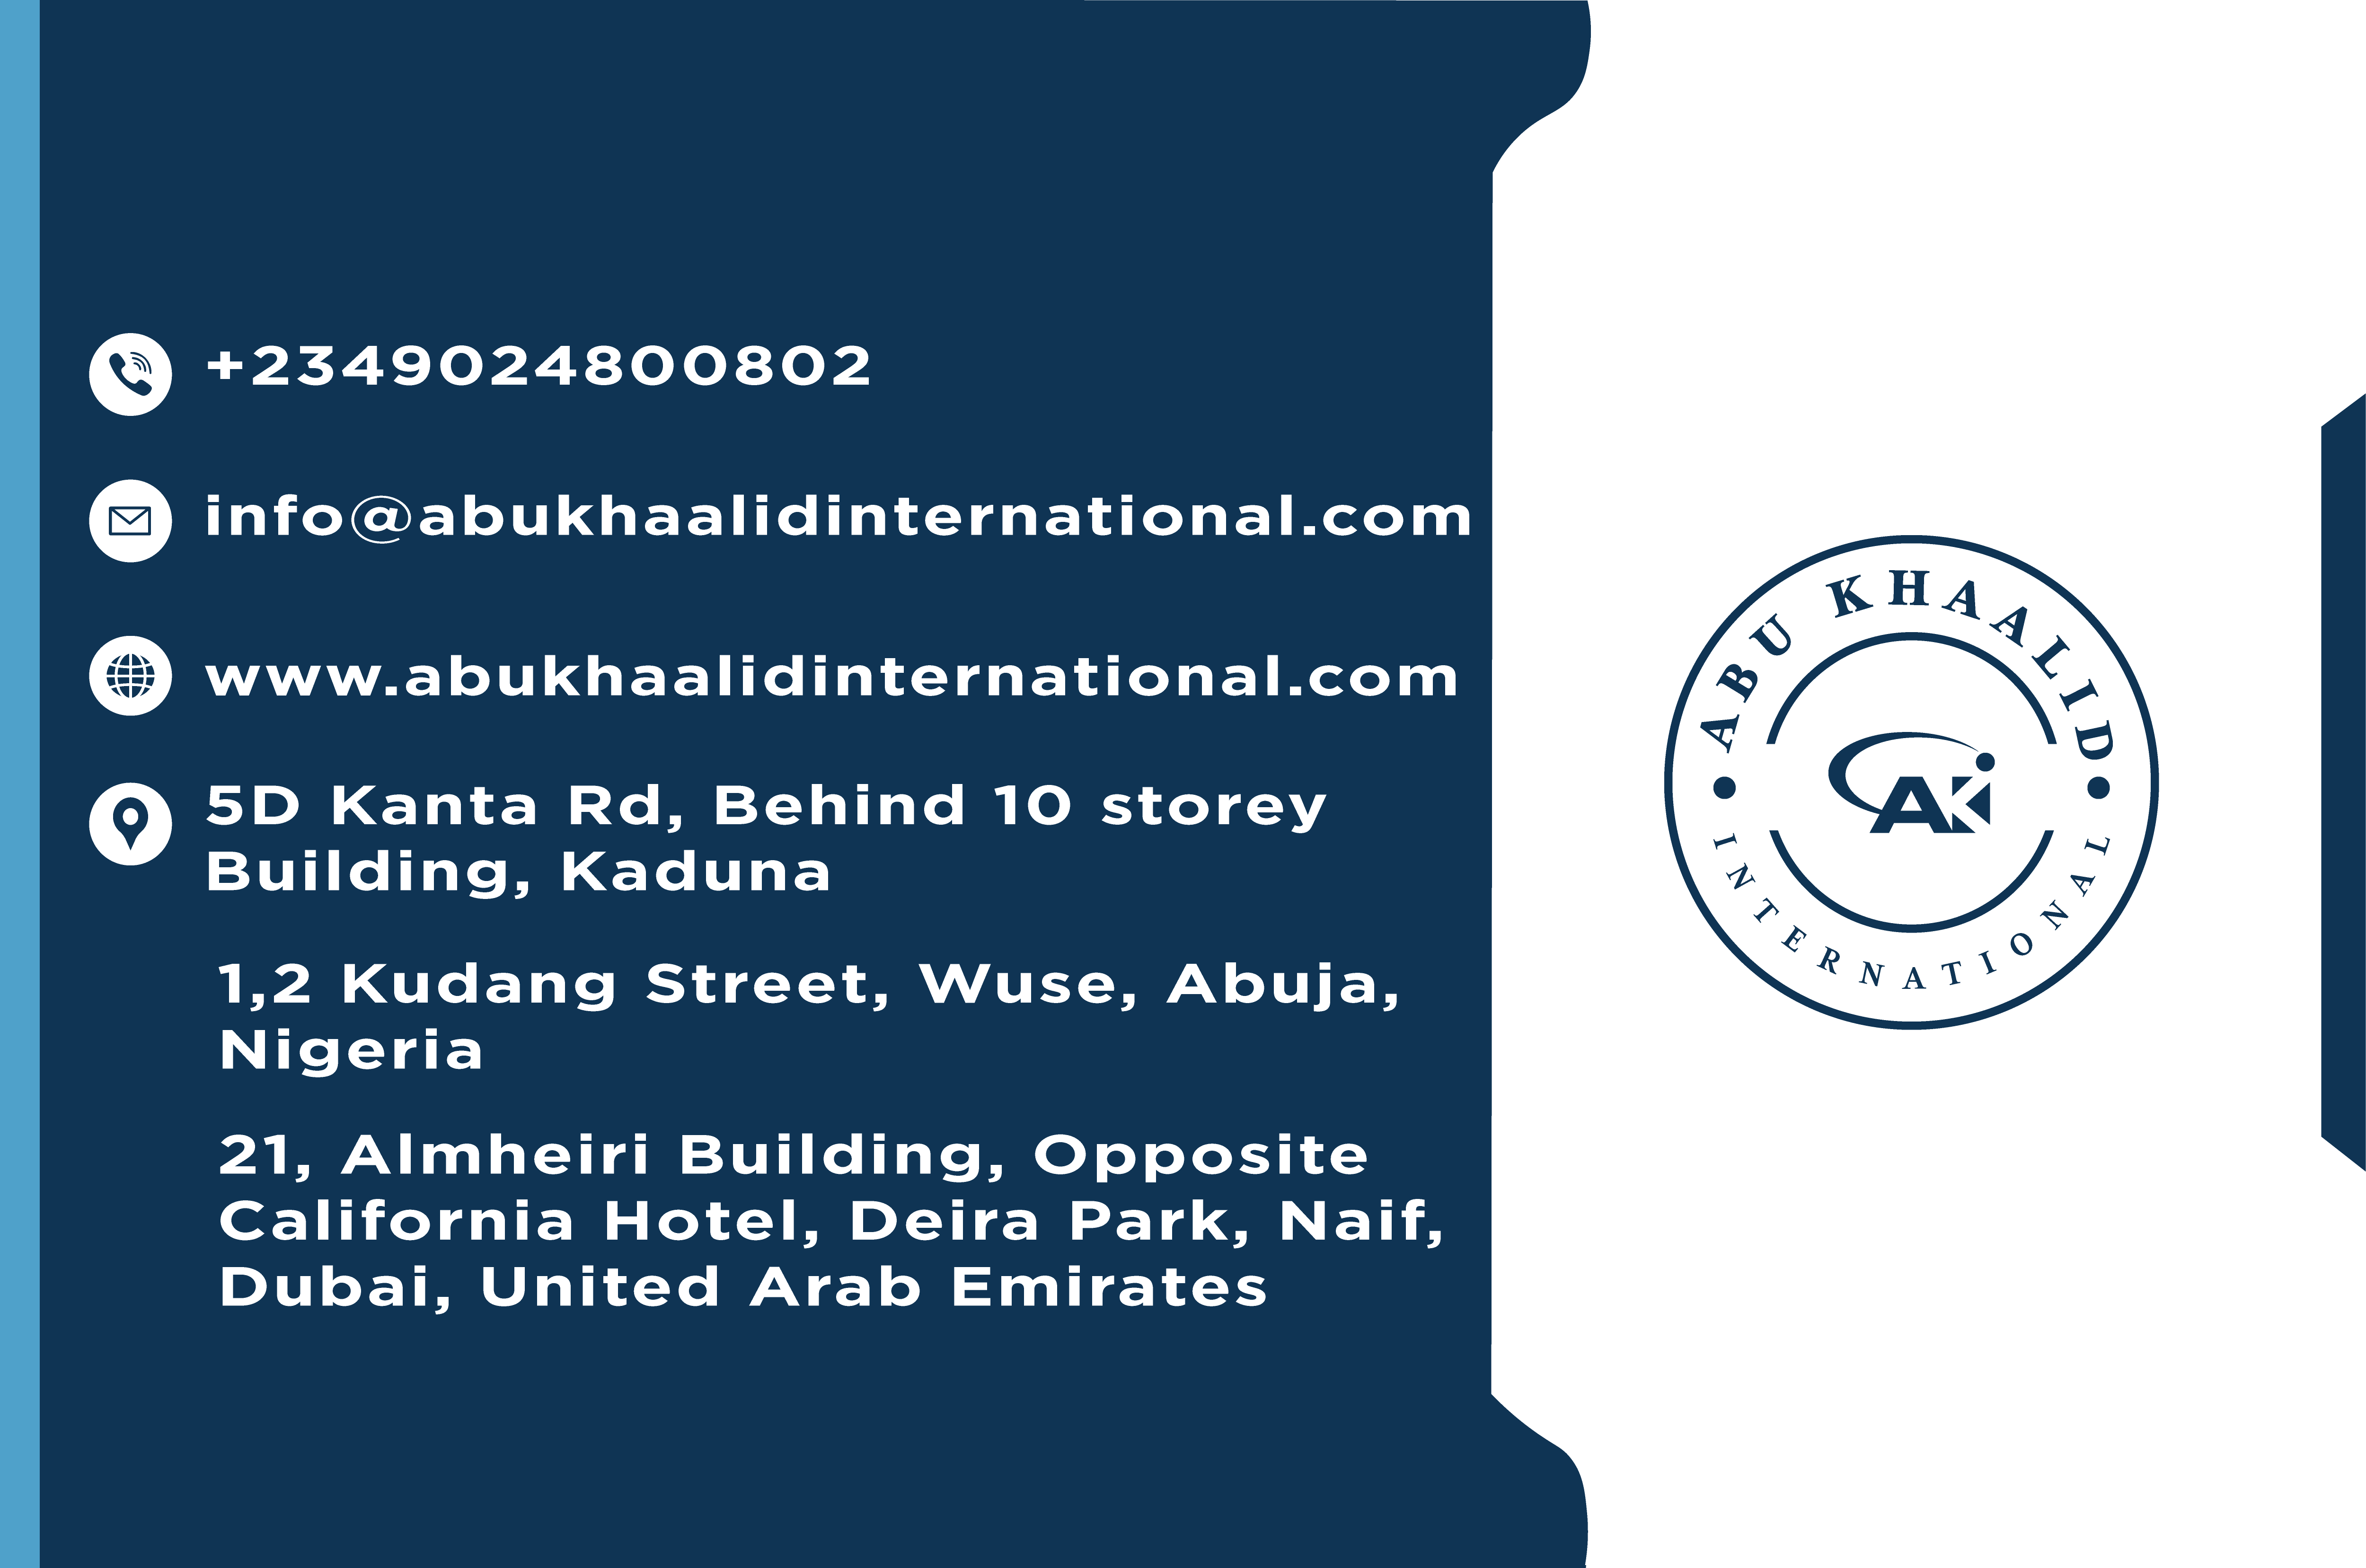 +2349024800802
info@abukhaalidinternational.com
www.abukhaalidinternational.com
5D Kanta Rd, Behind 10 storey
Building, Kaduna
1,2 Kudang Street, Wuse, Abuja,
Nigeria
21, Almheiri Building, Opposite
California Hotel, Deira Park, Naif,
Dubai, United Arab Emirates
ABU KHAALID
AK
INTERNATIONAL